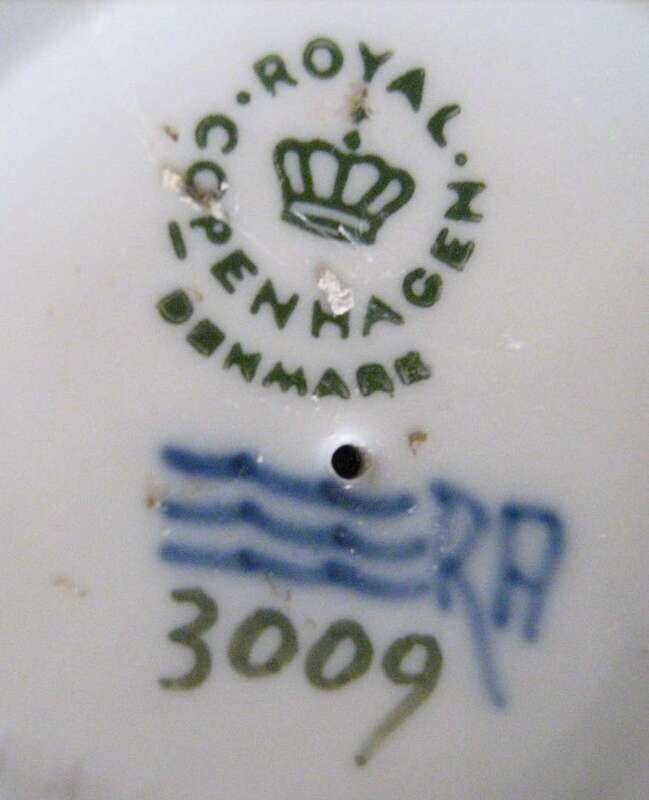 ROYAL
COPENHAGEN
DENMARK
RA
3009